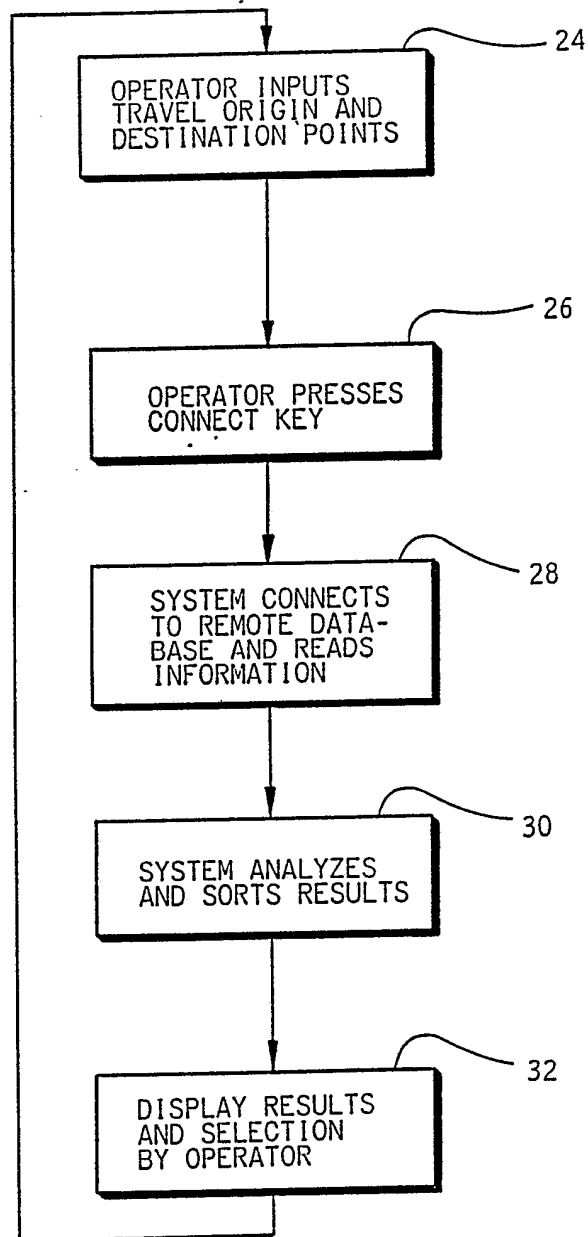 24
OPERATOR INPUTS
TRAVEL ORIGIN AND
DESTINATION POINTS
26
OPERATOR PRESSES
CONNECT KEY
28
SYSTEM CONNECTS
TO REMOTE DATA-
BASE AND READS
INFORMATION
30
SYSTEM ANALYZES
AND SORTS RESULTS
32
DISPLAY RESULTS
AND SELECTION
BY OPERATOR